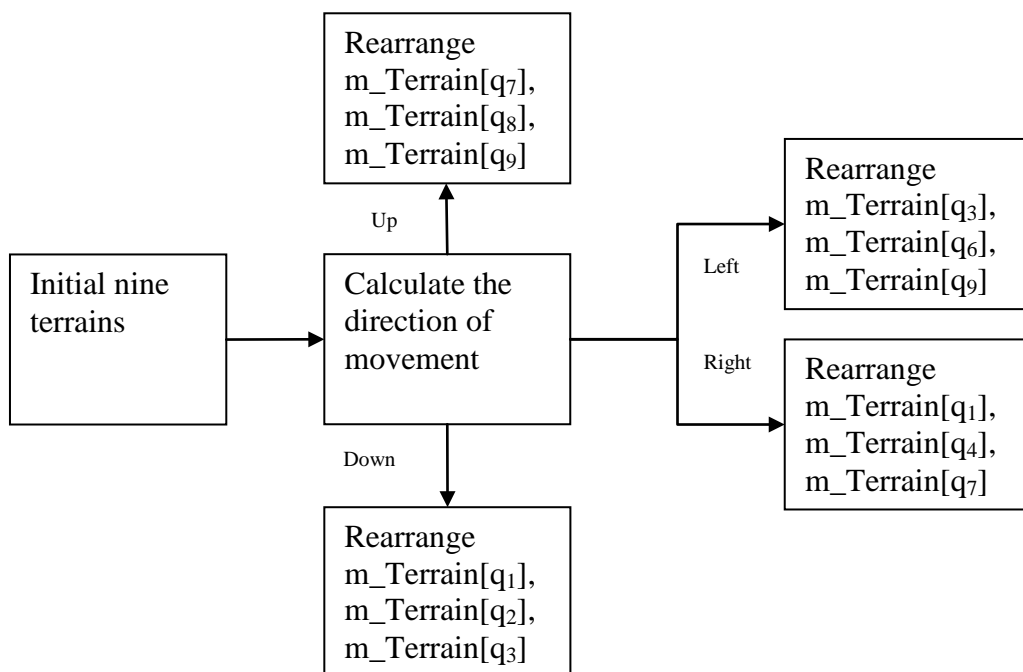 Rearrange
m_Terrain[q₇],
m_Terrain[q₈],
m_Terrain[q₉]
Up
Initial nine
terrains
Calculate the
direction of
movement
Left
Rearrange
m_Terrain[q₃],
m_Terrain[q₆],
m_Terrain[q₉]
Right
Rearrange
m_Terrain[q₁],
m_Terrain[q₄],
m_Terrain[q₇]
Down
Rearrange
m_Terrain[q₁],
m_Terrain[q₂],
m_Terrain[q₃]